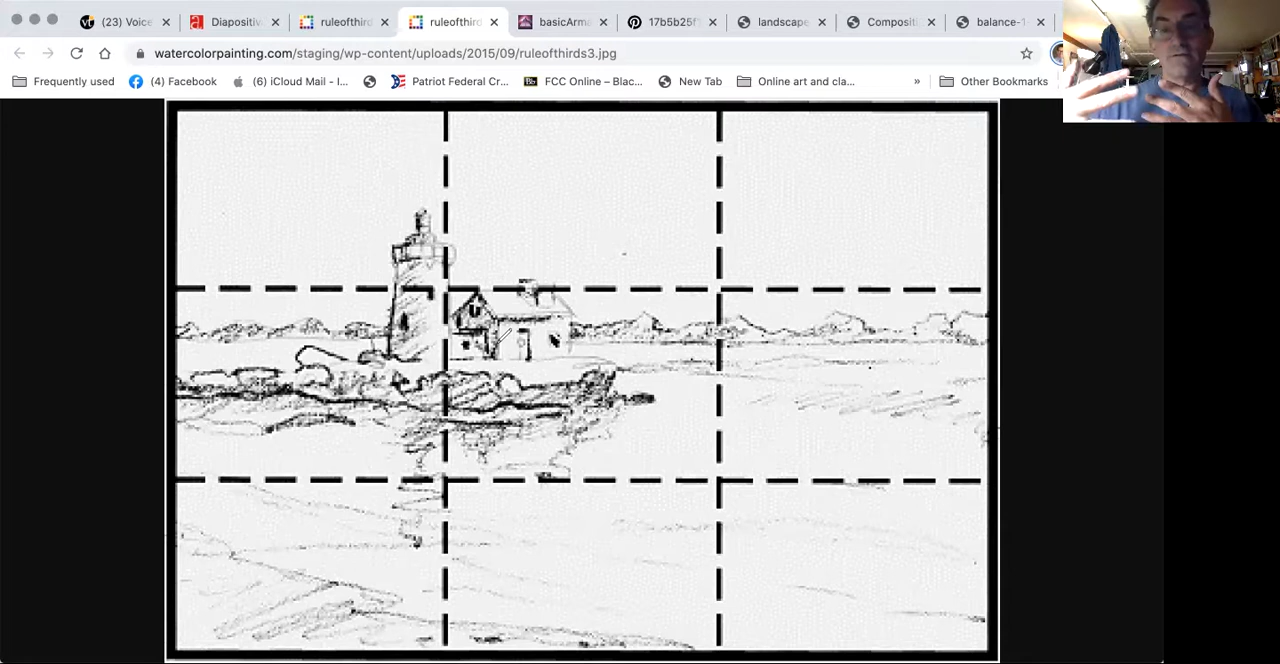 (23) Voice
Diapositiv
ruleofthird
ruleofthird
basicArma
17b5b25f
landscape
Composit
balance-1
watercolorpainting.com/staging/wp-content/uploads/2015/09/ruleofthirds3.jpg
Frequently used
(4) Facebook
(6) iCloud Mail - I...
Patriot Federal Cr...
FCC Online – Blac...
New Tab
Online art and cla...
»
Other Bookmarks